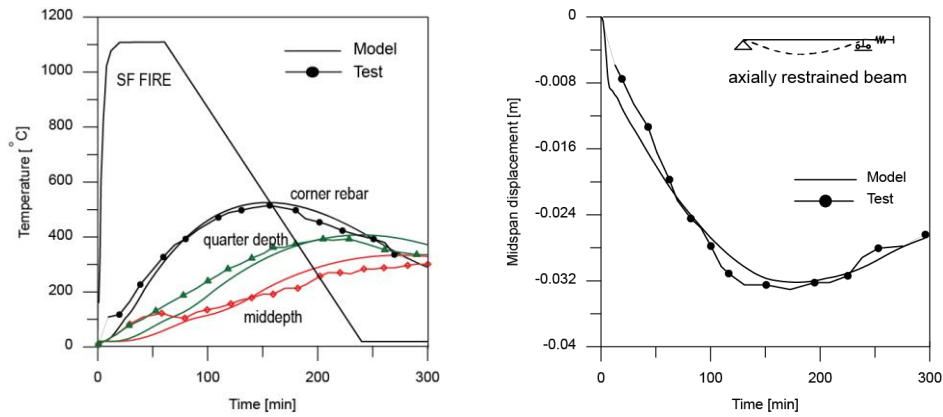 1200
1000
800
600
400
200
0
Temperature [ °C]
SF FIRE
Model
Test
corner rebar
quarter depth
middepth
0
100
200
300
Time [min]
0
-0.008
-0.016
-0.024
-0.032
-0.04
Midspan displacement [m]
axially restrained beam
Model
Test
0
100
200
300
Time [min]